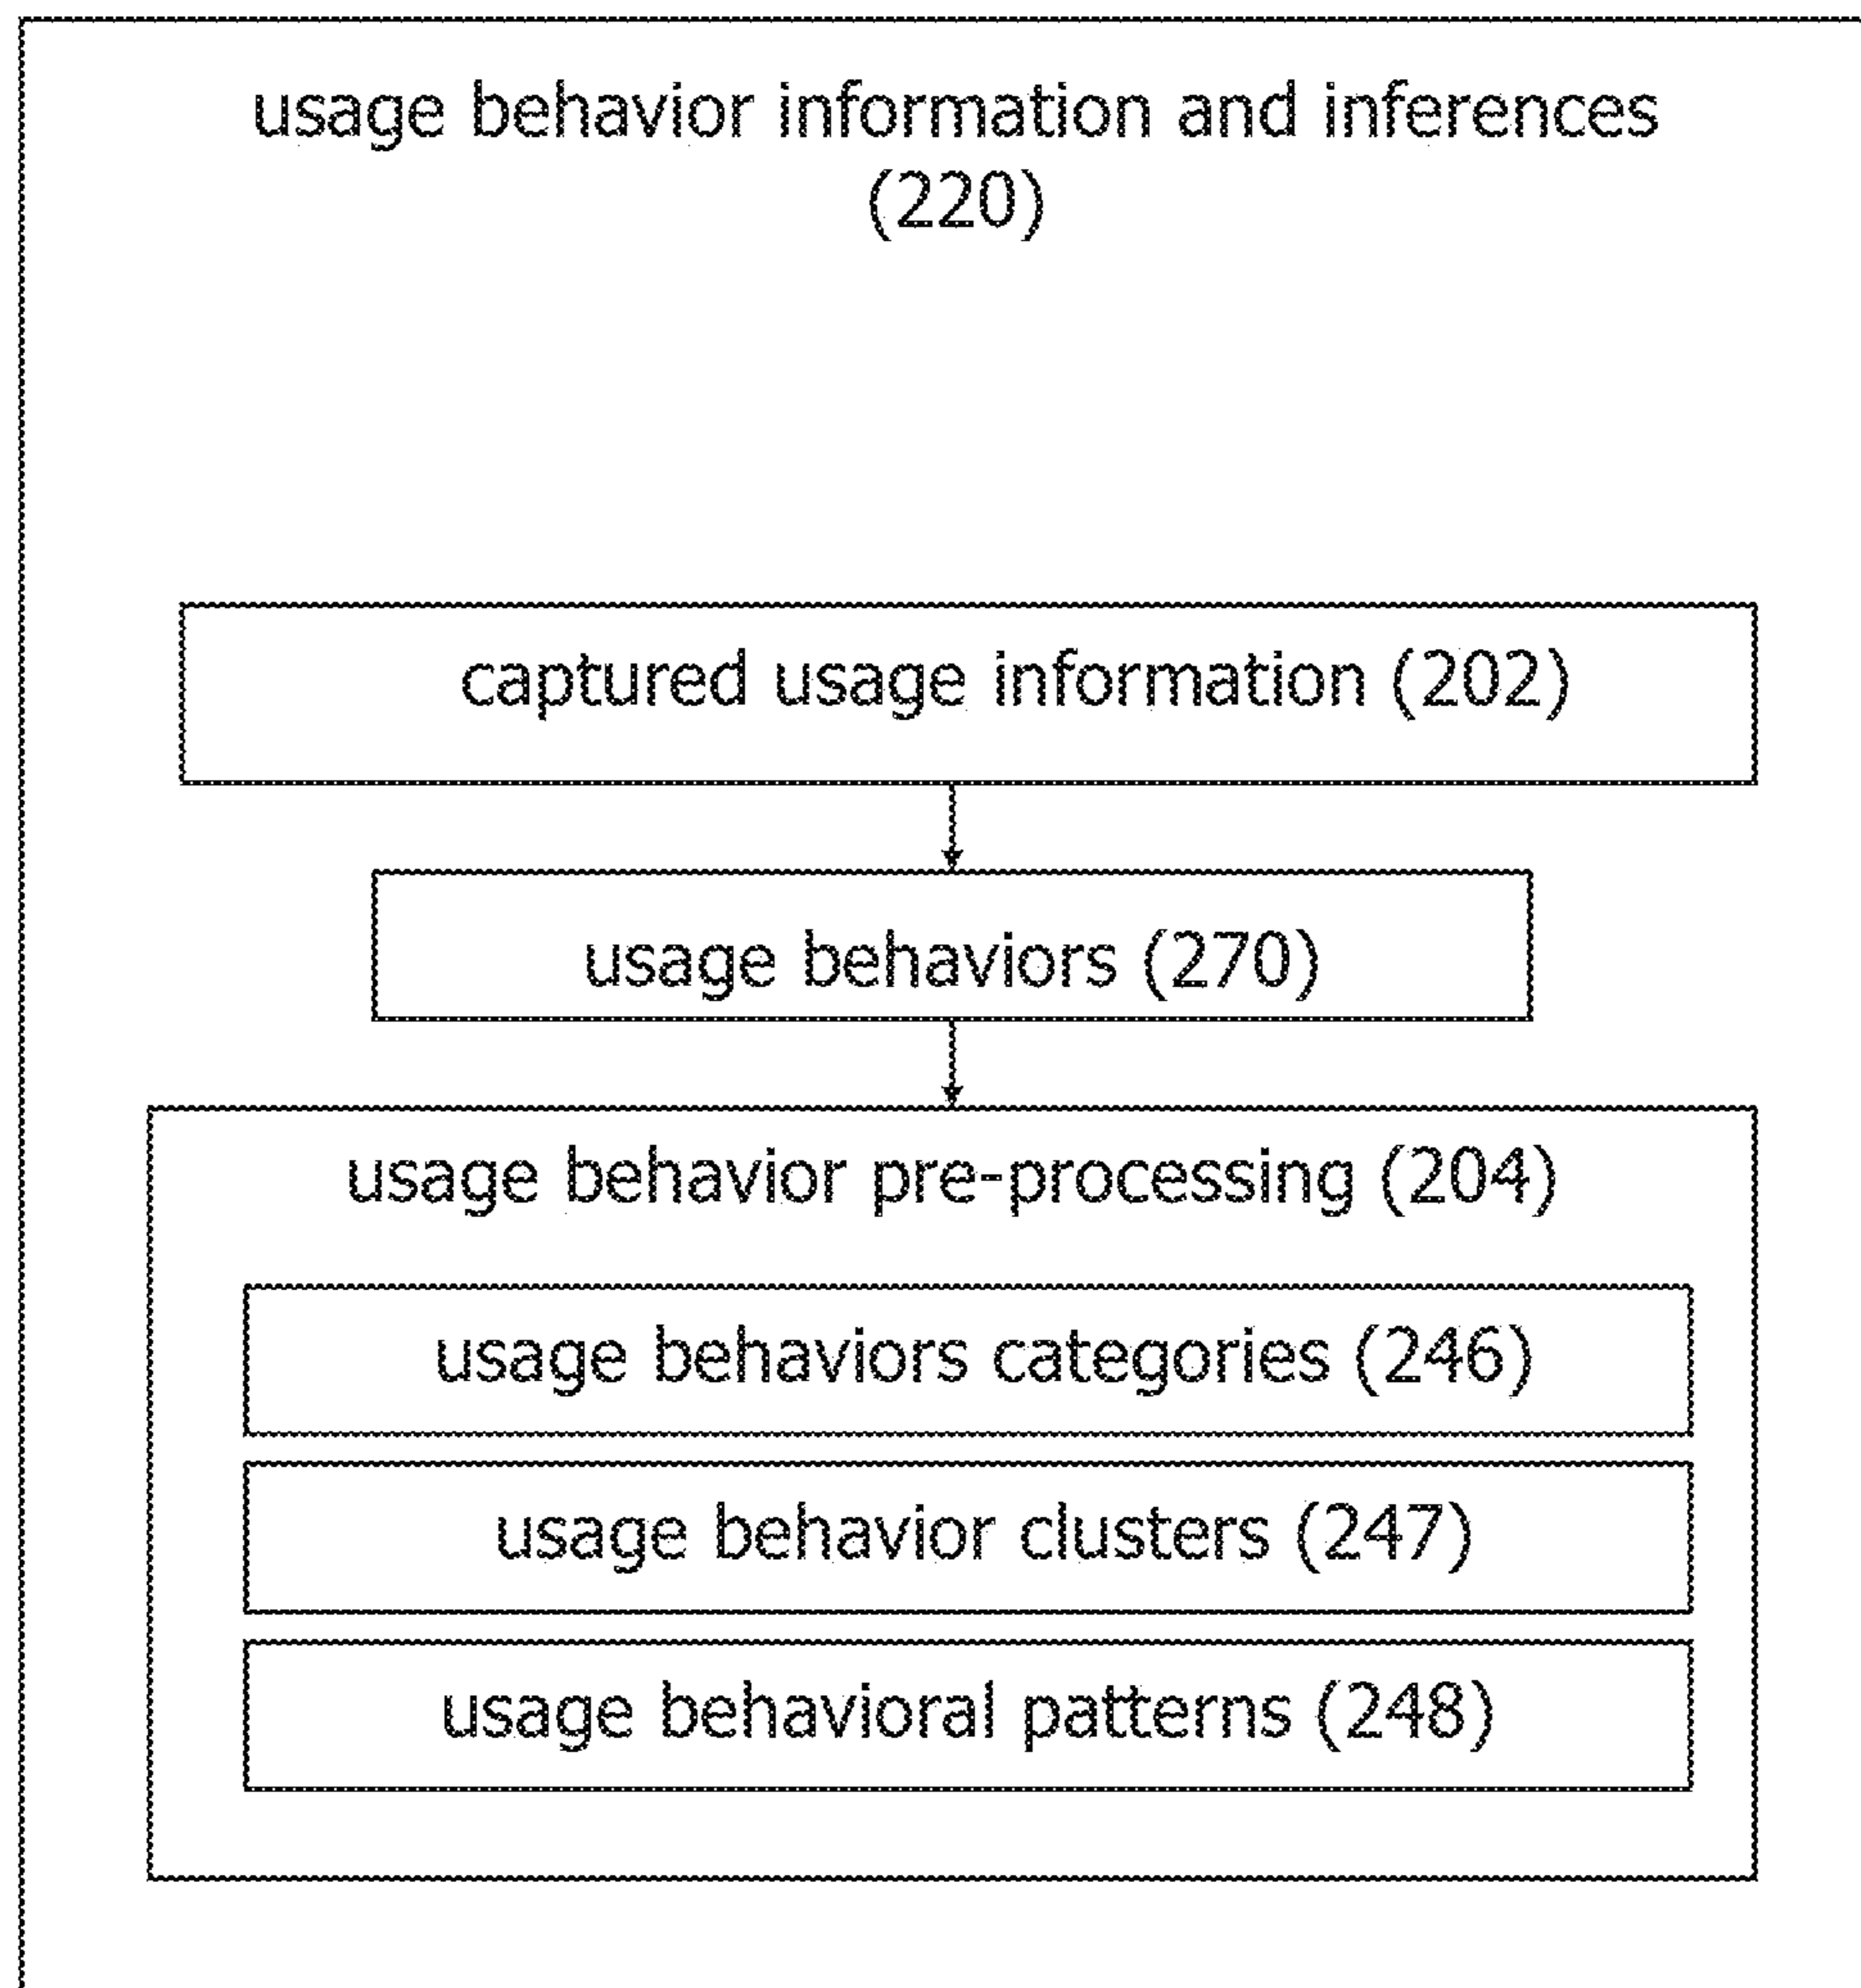 usage behavior information and inferences
(220)
captured usage information (202)
usage behaviors (270)
usage behavior pre-processing (204)
usage behaviors categories (246)
usage behavior clusters (247)
usage behavioral patterns (248)